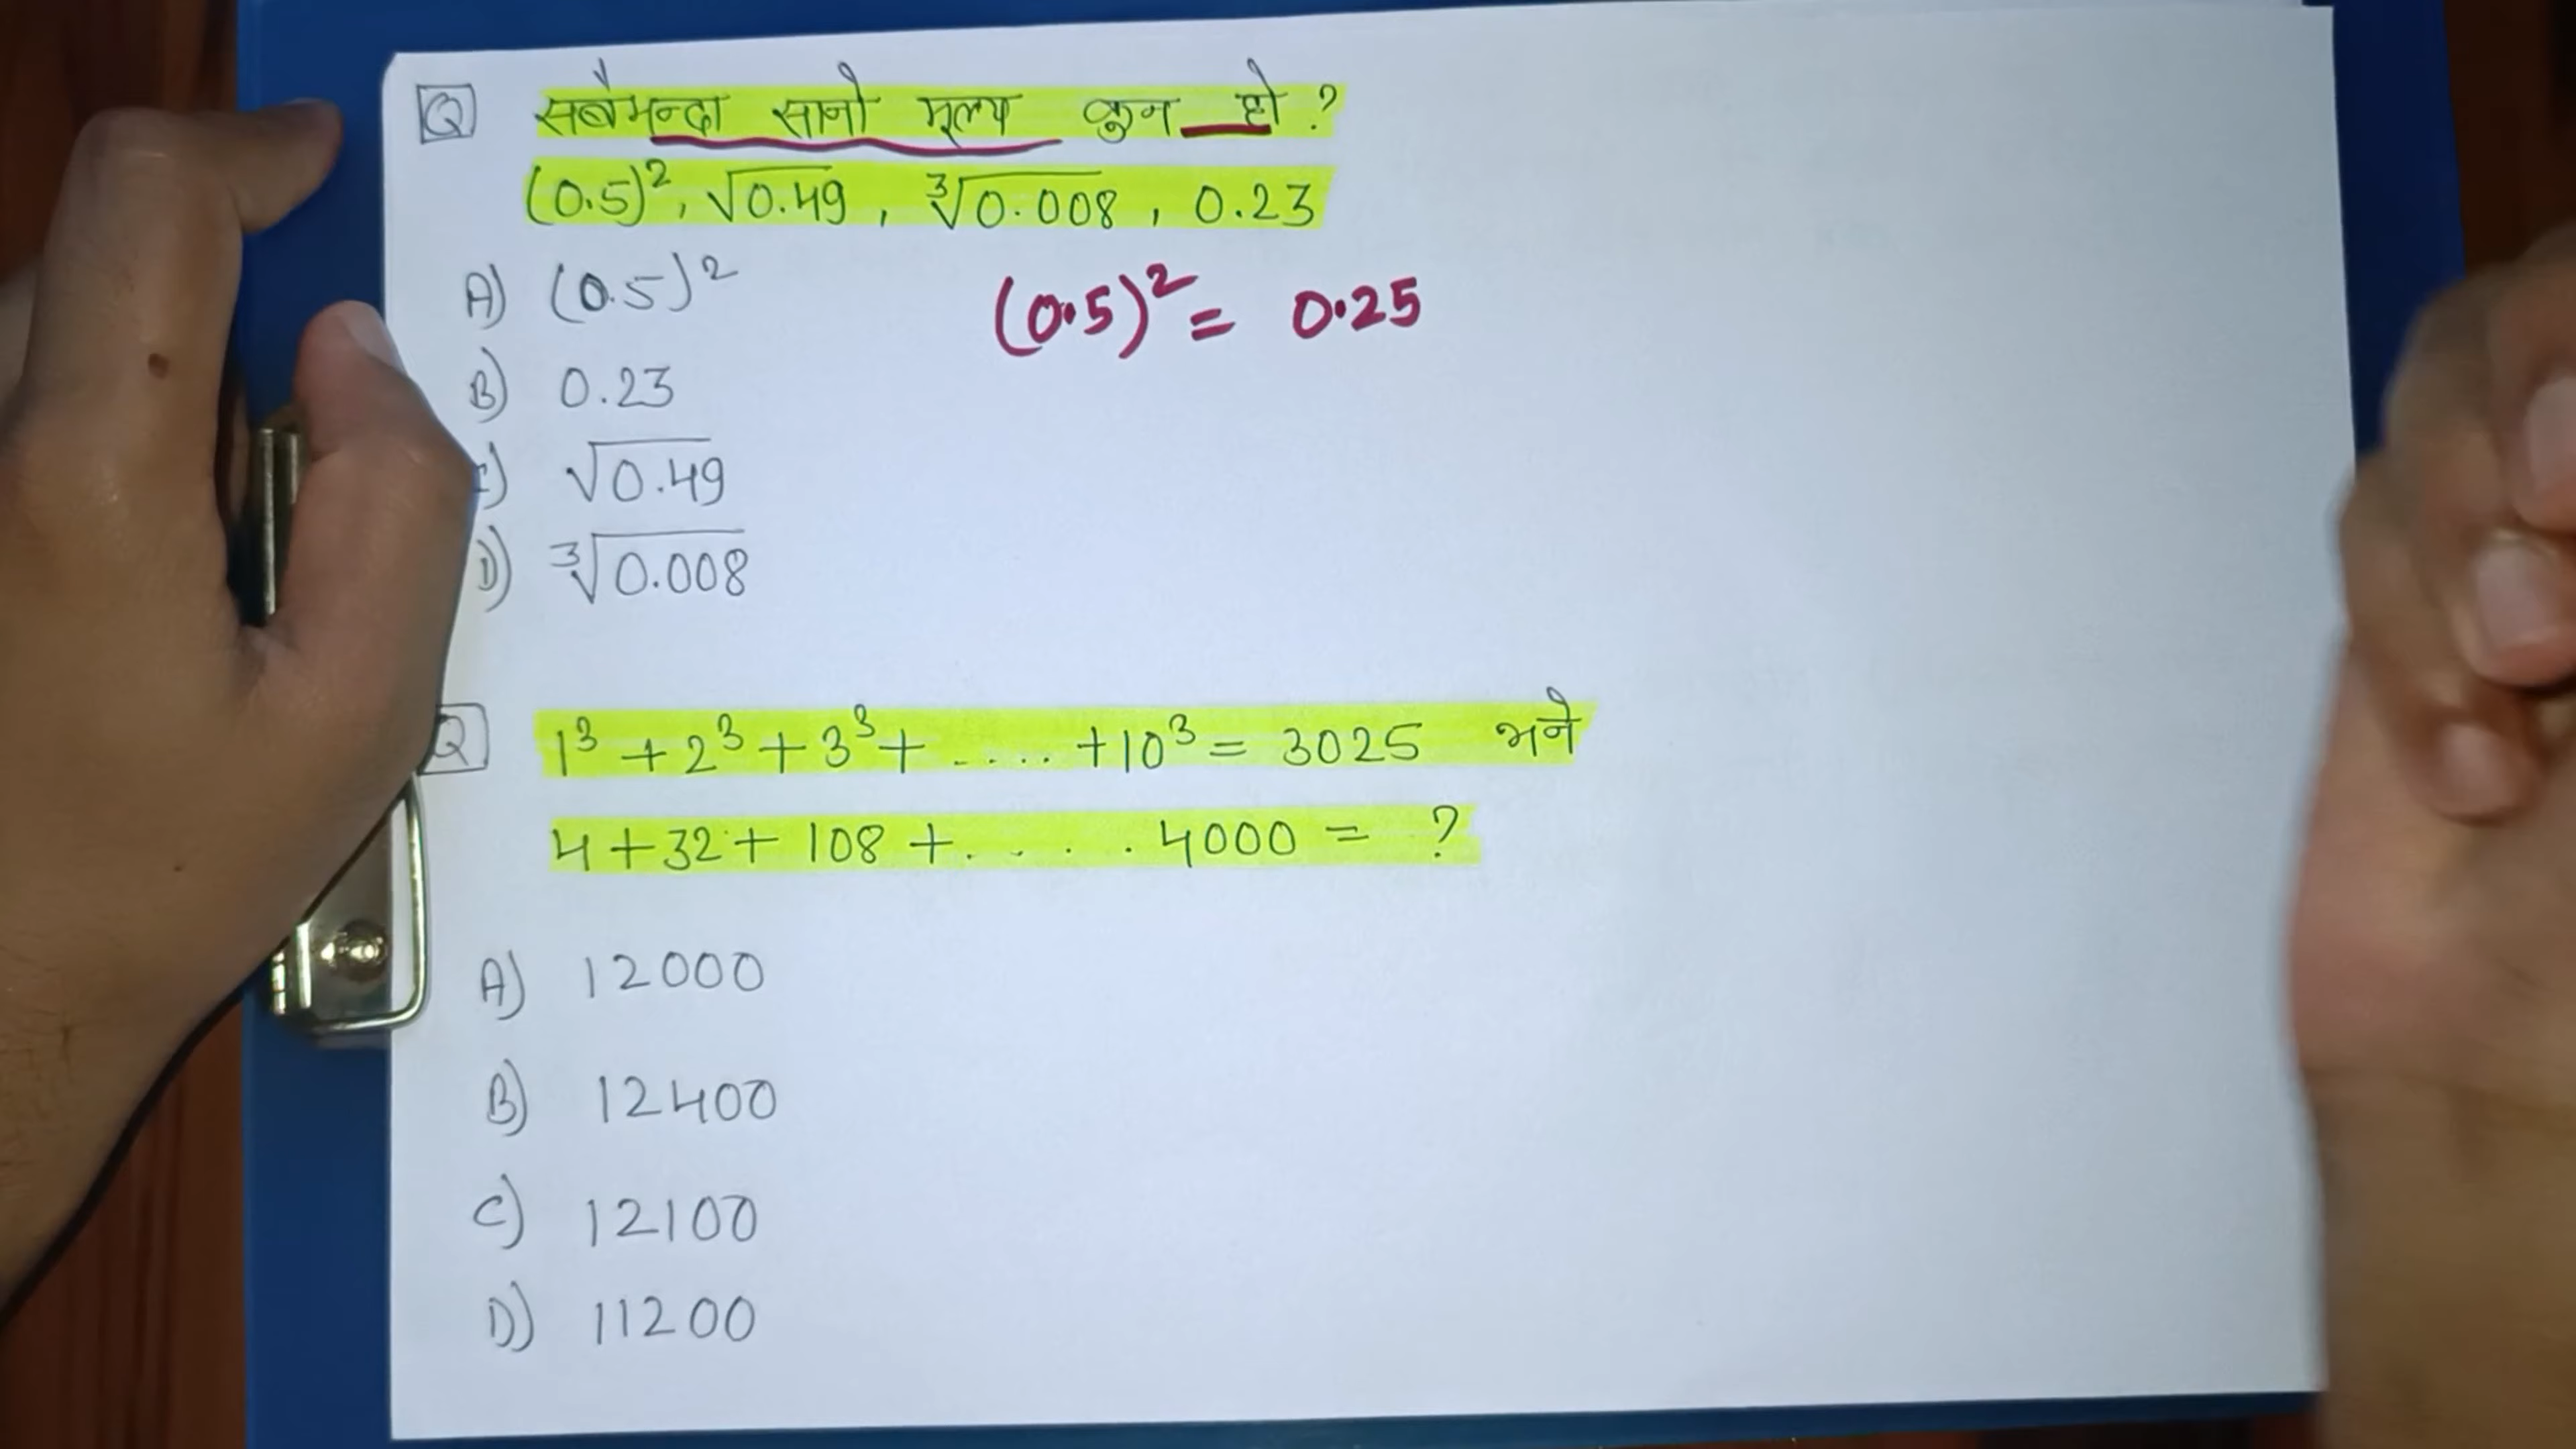 Q सबैभन्दा सानो मूल्य कुन हो ?
(0.5)², √0.49, ∛0.008, 0.23
A) (0.5)²
(0.5)² = 0.25
B) 0.23
C) √0.49
D) ∛0.008
Q 1³ + 2³ + 3³ + .... + 10³ = 3025 भने
4 + 32 + 108 + ..... 4000 = ?
A) 12000
B) 12400
C) 12100
D) 11200